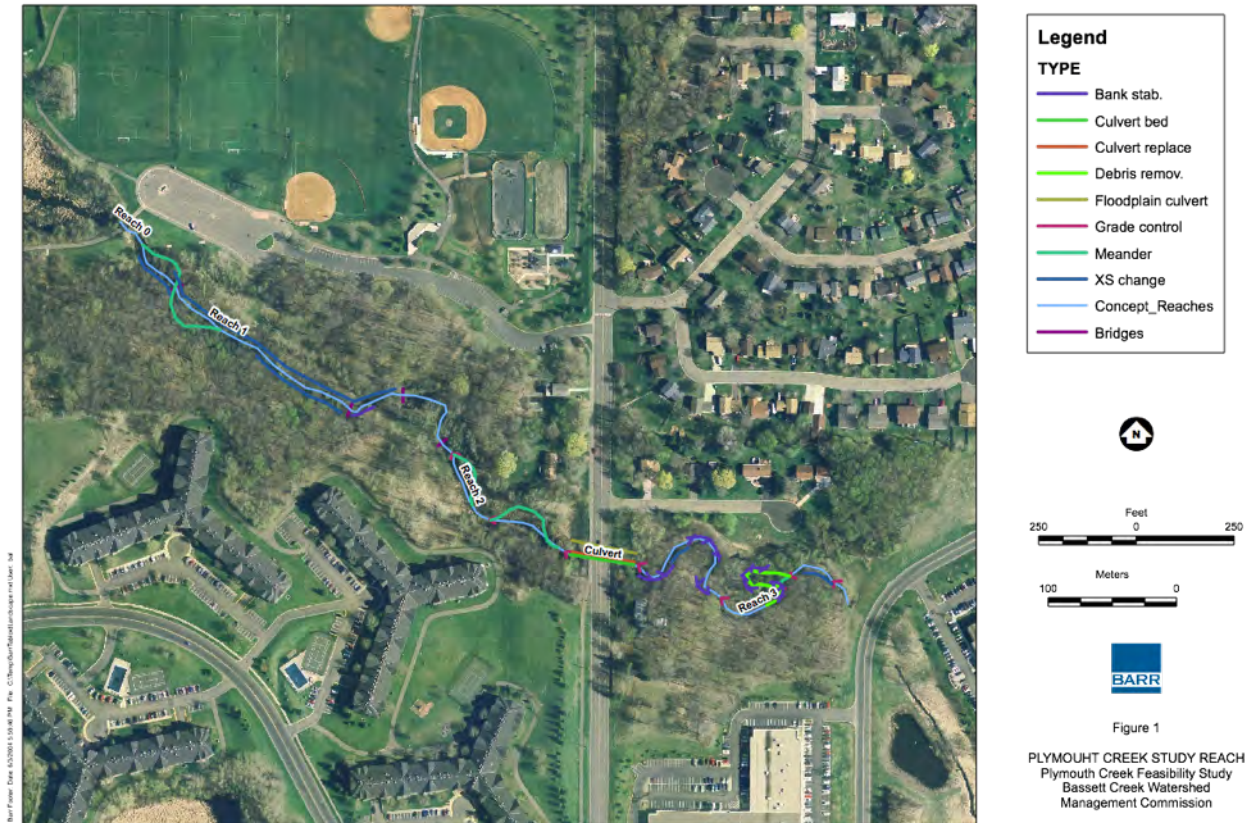 Reach 0
Reach 1
Reach 2
Culvert
Reach 3
Legend
TYPE
Bank stab.
Culvert bed
Culvert replace
Debris remov.
Floodplain culvert
Grade control
Meander
XS change
Concept_Reaches
Bridges
N
Feet
250 0 250
Meters
100 0
BARR
Figure 1
PLYMOUHT CREEK STUDY REACH
Plymouth Creek Feasibility Study
Bassett Creek Watershed
Management Commission